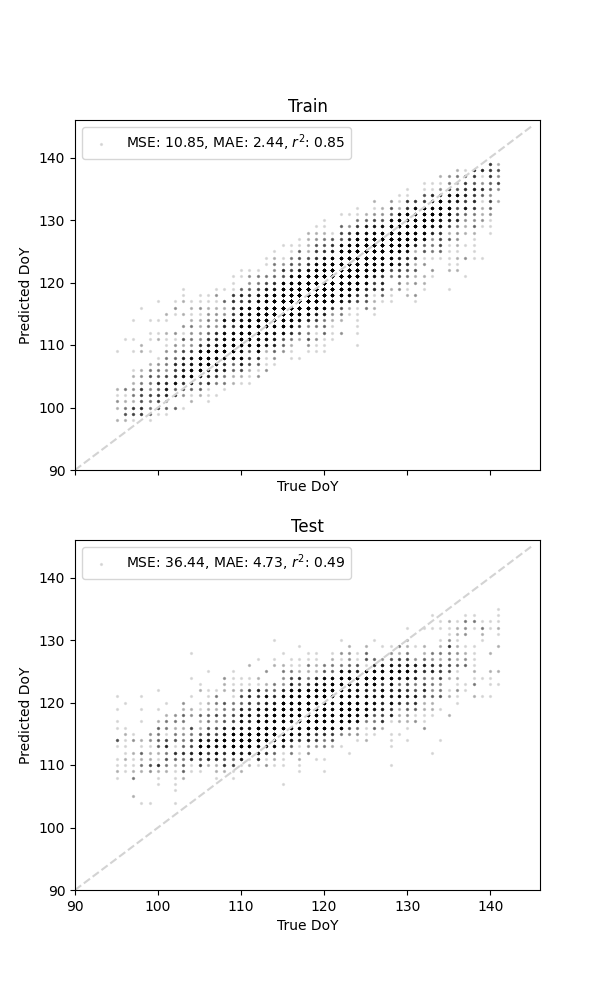 Train
MSE: 10.85, MAE: 2.44, r²: 0.85
140
130
120
110
100
90
Predicted DoY
True DoY
Test
MSE: 36.44, MAE: 4.73, r²: 0.49
140
130
120
110
100
90
Predicted DoY
90 100 110 120 130 140
True DoY